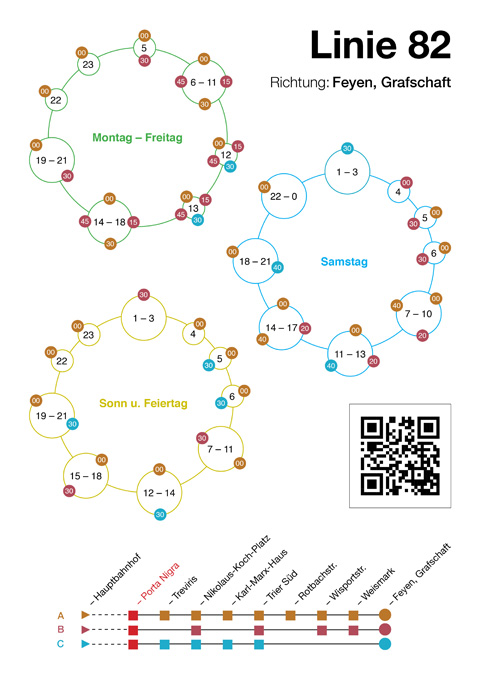 Linie 82
Richtung: Feyen, Grafschaft
Montag – Freitag
00
5
30
00
6 – 11
45
15
30
00
15
12
45
30
00
15
13
45
30
00
14 – 18
45
15
30
00
19 – 21
30
00
22
00
23
Samstag
30
1 – 3
00
4
00
5
30
00
6
30
40
00
7 – 10
20
00
11 – 13
40
20
00
14 – 17
20
40
00
18 – 21
40
00
22 – 0
Sonn u. Feiertag
30
1 – 3
00
4
00
5
30
00
6
30
30
7 – 11
00
00
12 – 14
30
00
15 – 18
30
00
19 – 21
30
00
22
00
23
– Hauptbahnhof
– Porta Nigra
– Treviris
– Nikolaus-Koch-Platz
– Karl-Marx-Haus
– Trier Süd
– Rotbachstr.
– Wisportstr.
– Weismark
– Feyen, Grafschaft
A
B
C